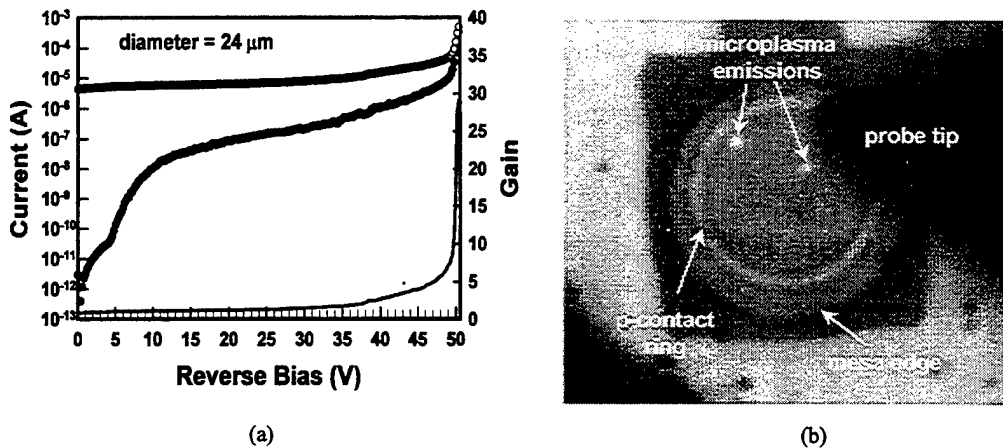 10⁻³
10⁻⁴
10⁻⁵
10⁻⁶
10⁻⁷
10⁻⁸
10⁻⁹
10⁻¹⁰
10⁻¹¹
10⁻¹²
10⁻¹³
Current (A)
diameter = 24 μm
40
35
30
25
20
15
10
5
0
Gain
0 5 10 15 20 25 30 35 40 45 50
Reverse Bias (V)
(a)
microplasma
emissions
probe tip
p-contact
ring
mesa edge
(b)